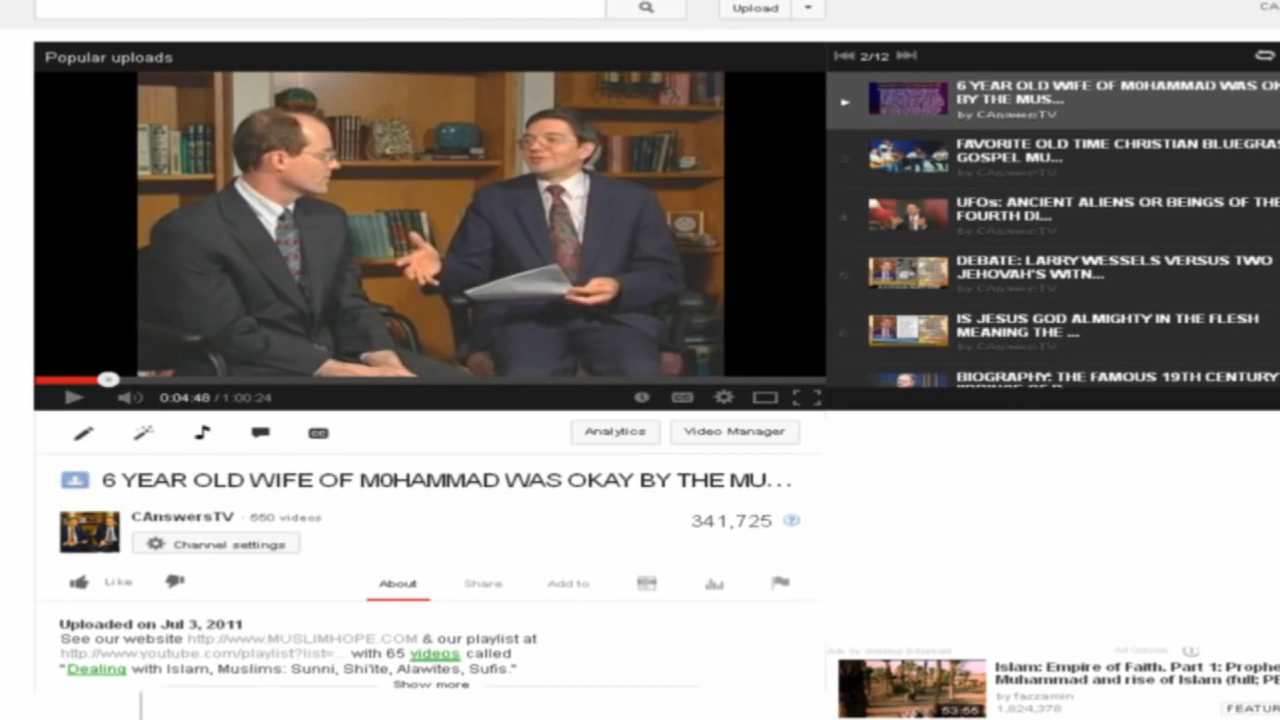 Upload
CA
Popular uploads
2/12
6 YEAR OLD WIFE OF M0HAMMAD WAS OK
BY THE MUS...
by CAnswersTV
FAVORITE OLD TIME CHRISTIAN BLUEGRAS
GOSPEL MU...
by CAnswersTV
UFOs: ANCIENT ALIENS OR BEINGS OF THE
FOURTH DI...
by CAnswersTV
DEBATE: LARRY WESSELS VERSUS TWO
JEHOVAH'S WITN...
by CAnswersTV
IS JESUS GOD ALMIGHTY IN THE FLESH
MEANING THE ...
by CAnswersTV
BIOGRAPHY: THE FAMOUS 19TH CENTURY
0:04:48 / 1:00:24
Analytics
Video Manager
6 YEAR OLD WIFE OF M0HAMMAD WAS OKAY BY THE MU...
CAnswersTV · 550 videos
341,725
Channel settings
Like
About
Share
Add to
Uploaded on Jul 3, 2011
See our website http://www.MUSLIMHOPE.COM & our playlist at
http://www.youtube.com/playlist?list=... with 65 videos called
"Dealing with Islam, Muslims: Sunni, Shi'ite, Alawites, Sufis."
Show more
Islam: Empire of Faith. Part 1: Prophe
Muhammad and rise of Islam (full; PE
by fazzamin
1,824,378
FEATUR
53:55